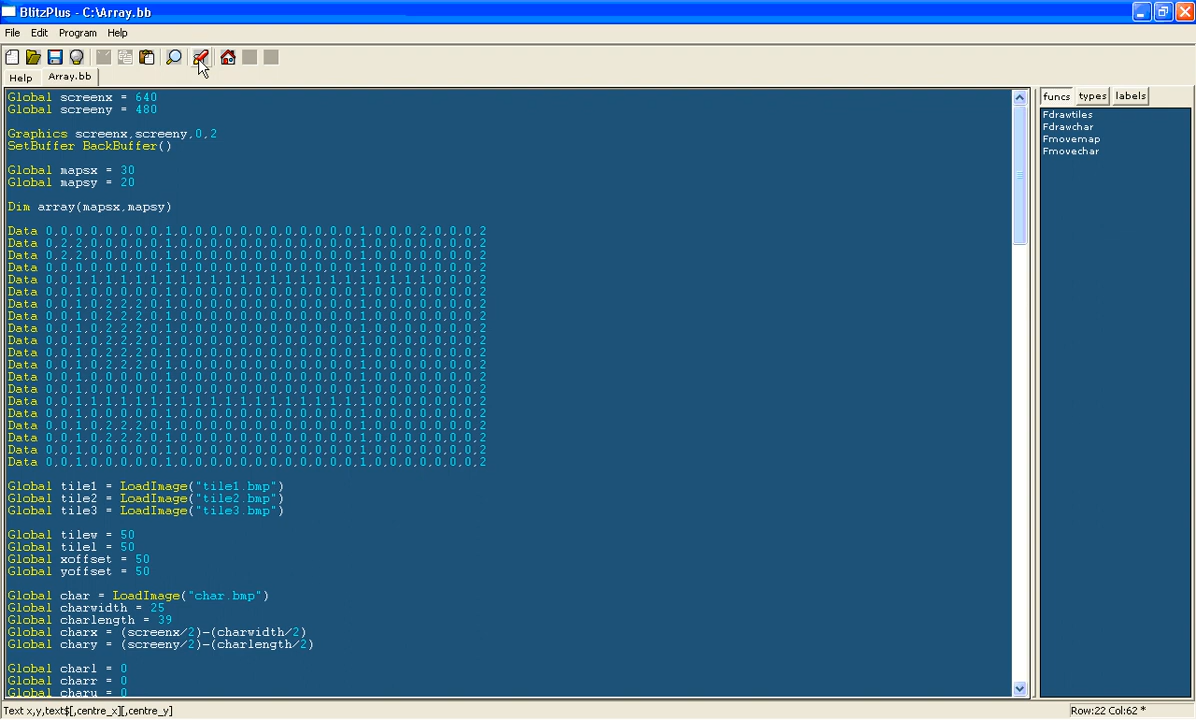 BlitzPlus - C:\Array.bb
File Edit Program Help
Help Array.bb
Global screenx = 640
Global screeny = 480
Graphics screenx,screeny,0,2
SetBuffer BackBuffer()
Global mapsx = 30
Global mapsy = 20
Dim array(mapsx,mapsy)
Data 0,0,0,0,0,0,0,0,1,0,0,0,0,0,0,0,0,0,0,0,0,1,0,0,0,2,0,0,0,2
Data 0,2,2,0,0,0,0,0,1,0,0,0,0,0,0,0,0,0,0,0,0,1,0,0,0,0,0,0,0,2
Data 0,2,2,0,0,0,0,0,1,0,0,0,0,0,0,0,0,0,0,0,0,1,0,0,0,0,0,0,0,2
Data 0,0,0,0,0,0,0,0,1,0,0,0,0,0,0,0,0,0,0,0,0,1,0,0,0,0,0,0,0,2
Data 0,0,1,1,1,1,1,1,1,1,1,1,1,1,1,1,1,1,1,1,1,1,1,1,1,1,0,0,0,2
Data 0,0,1,0,0,0,0,0,1,0,0,0,0,0,0,0,0,0,0,0,0,1,0,0,0,0,0,0,0,2
Data 0,0,1,0,2,2,2,0,1,0,0,0,0,0,0,0,0,0,0,0,0,1,0,0,0,0,0,0,0,2
Data 0,0,1,0,2,2,2,0,1,0,0,0,0,0,0,0,0,0,0,0,0,1,0,0,0,0,0,0,0,2
Data 0,0,1,0,2,2,2,0,1,0,0,0,0,0,0,0,0,0,0,0,0,1,0,0,0,0,0,0,0,2
Data 0,0,1,0,2,2,2,0,1,0,0,0,0,0,0,0,0,0,0,0,0,1,0,0,0,0,0,0,0,2
Data 0,0,1,0,2,2,2,0,1,0,0,0,0,0,0,0,0,0,0,0,0,1,0,0,0,0,0,0,0,2
Data 0,0,1,0,2,2,2,0,1,0,0,0,0,0,0,0,0,0,0,0,0,1,0,0,0,0,0,0,0,2
Data 0,0,1,0,0,0,0,0,1,0,0,0,0,0,0,0,0,0,0,0,0,1,0,0,0,0,0,0,0,2
Data 0,0,1,0,0,0,0,0,1,0,0,0,0,0,0,0,0,0,0,0,0,1,0,0,0,0,0,0,0,2
Data 0,0,1,1,1,1,1,1,1,1,1,1,1,1,1,1,1,1,1,1,1,1,0,0,0,0,0,0,0,2
Data 0,0,1,0,0,0,0,0,1,0,0,0,0,0,0,0,0,0,0,0,0,1,0,0,0,0,0,0,0,2
Data 0,0,1,0,2,2,2,0,1,0,0,0,0,0,0,0,0,0,0,0,0,1,0,0,0,0,0,0,0,2
Data 0,0,1,0,2,2,2,0,1,0,0,0,0,0,0,0,0,0,0,0,0,1,0,0,0,0,0,0,0,2
Data 0,0,1,0,0,0,0,0,1,0,0,0,0,0,0,0,0,0,0,0,0,1,0,0,0,0,0,0,0,2
Data 0,0,1,0,0,0,0,0,1,0,0,0,0,0,0,0,0,0,0,0,0,1,0,0,0,0,0,0,0,2
Global tile1 = LoadImage("tile1.bmp")
Global tile2 = LoadImage("tile2.bmp")
Global tile3 = LoadImage("tile3.bmp")
Global tilew = 50
Global tilel = 50
Global xoffset = 50
Global yoffset = 50
Global char = LoadImage("char.bmp")
Global charwidth = 25
Global charlength = 39
Global charx = (screenx/2)-(charwidth/2)
Global chary = (screeny/2)-(charlength/2)
Global charl = 0
Global charr = 0
Global charu = 0
funcs types labels
Fdrawtiles
Fdrawchar
Fmovemap
Fmovechar
Text x,y,text$[,centre_x][,centre_y]
Row:22 Col:62 *